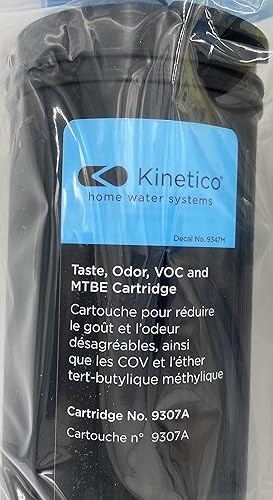 Kinetico®
home water systems
Decal No. 9347M
Taste, Odor, VOC and
MTBE Cartridge
Cartouche pour réduire
le goût et l'odeur
désagréables, ainsi
que les COV et l'éther
tert-butylique méthylique
Cartridge No. 9307A
Cartouche n° 9307A